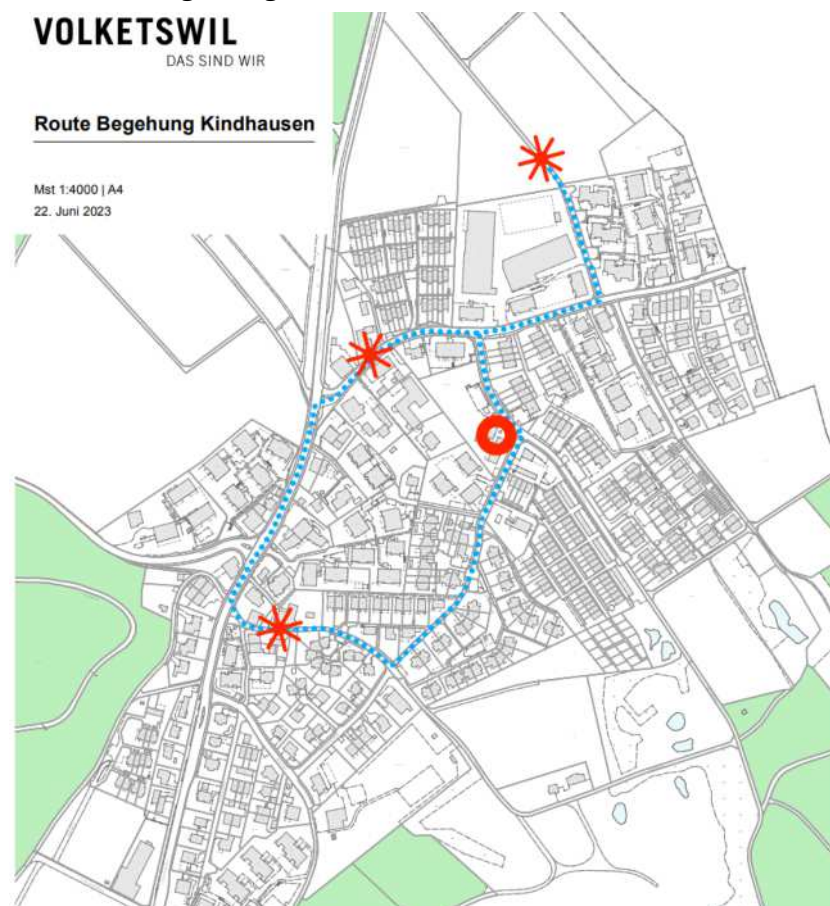 VOLKETSWIL
DAS SIND WIR
Route Begehung Kindhausen
Mst 1:4000 | A4
22. Juni 2023